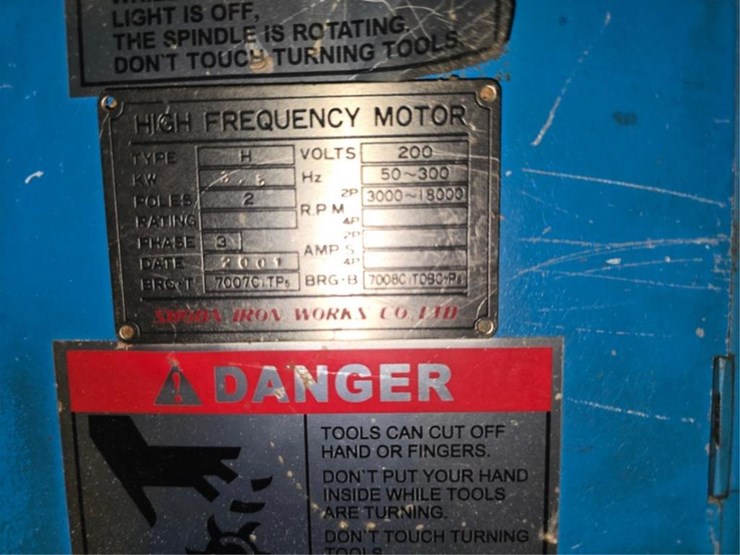 LIGHT IS OFF,
THE SPINDLE IS ROTATING.
DON'T TOUCH TURNING TOOLS
HIGH FREQUENCY MOTOR
TYPE H VOLTS 200
KW Hz 50~300
POLES 2 R.P.M 2P 3000~18000
RATING 4P
PHASE 3 AMP S 2P
DATE 2001 4P
BRG-T 7007C BRG-B
IRON WORKS CO. LTD
DANGER
TOOLS CAN CUT OFF
HAND OR FINGERS.
DON'T PUT YOUR HAND
INSIDE WHILE TOOLS
ARE TURNING.
DON'T TOUCH TURNING
TOOLS